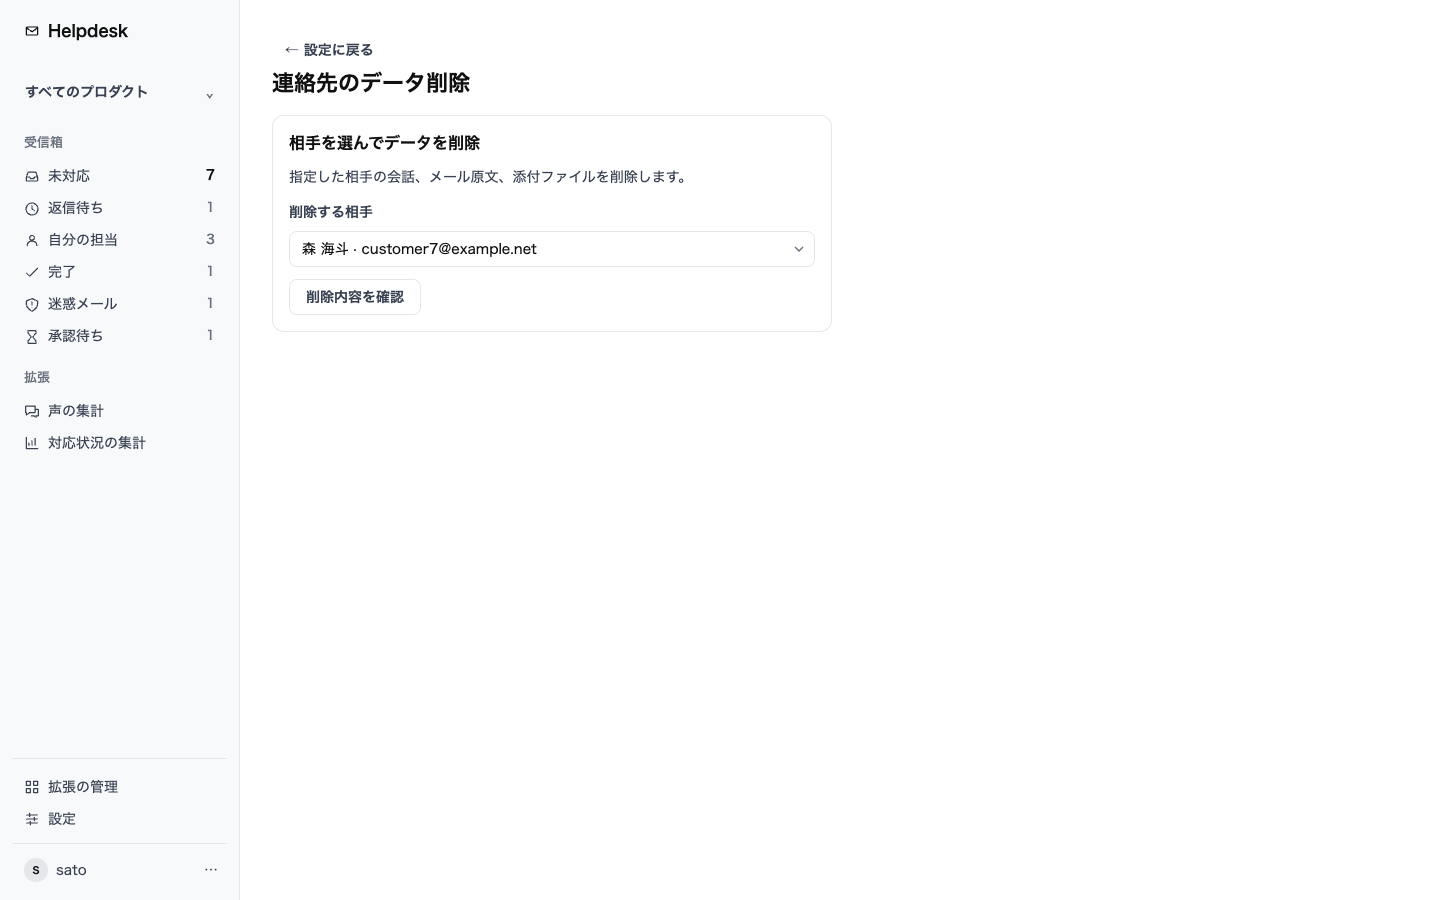 Helpdesk
すべてのプロダクト
受信箱
未対応 7
返信待ち 1
自分の担当 3
完了 1
迷惑メール 1
承認待ち 1
拡張
声の集計
対応状況の集計
拡張の管理
設定
S sato ...
← 設定に戻る
連絡先のデータ削除
相手を選んでデータを削除
指定した相手の会話、メール原文、添付ファイルを削除します。
削除する相手
森 海斗 · customer7@example.net
削除内容を確認